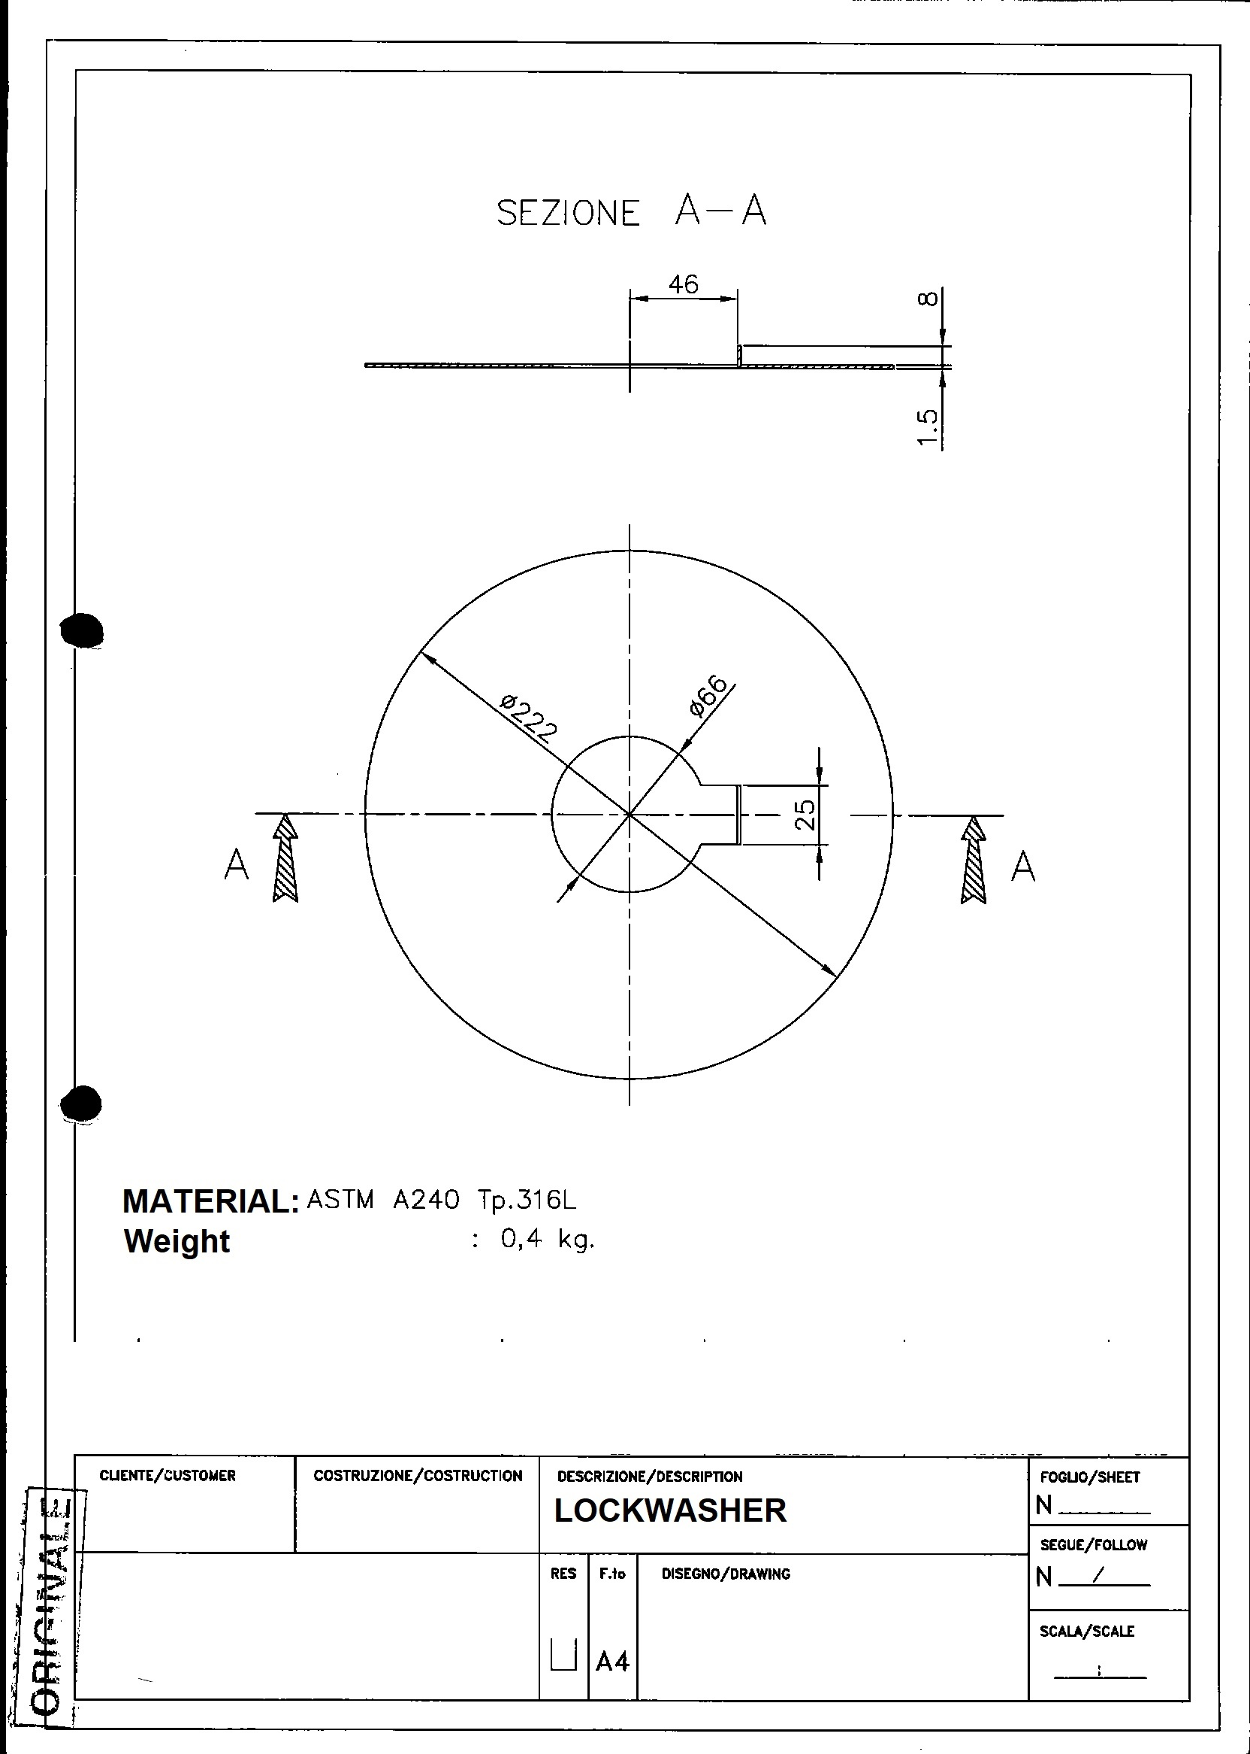 SEZIONE A-A
46
8
1.5
ø222
ø66
25
A
A
MATERIAL: ASTM A240 Tp.316L
Weight : 0,4 kg.
CLIENTE/CUSTOMER
COSTRUZIONE/COSTRUCTION
DESCRIZIONE/DESCRIPTION
LOCKWASHER
FOGLIO/SHEET
N
SEGUE/FOLLOW
N /
RES
F.to
DISEGNO/DRAWING
A4
SCALA/SCALE
:
ORIGINALE